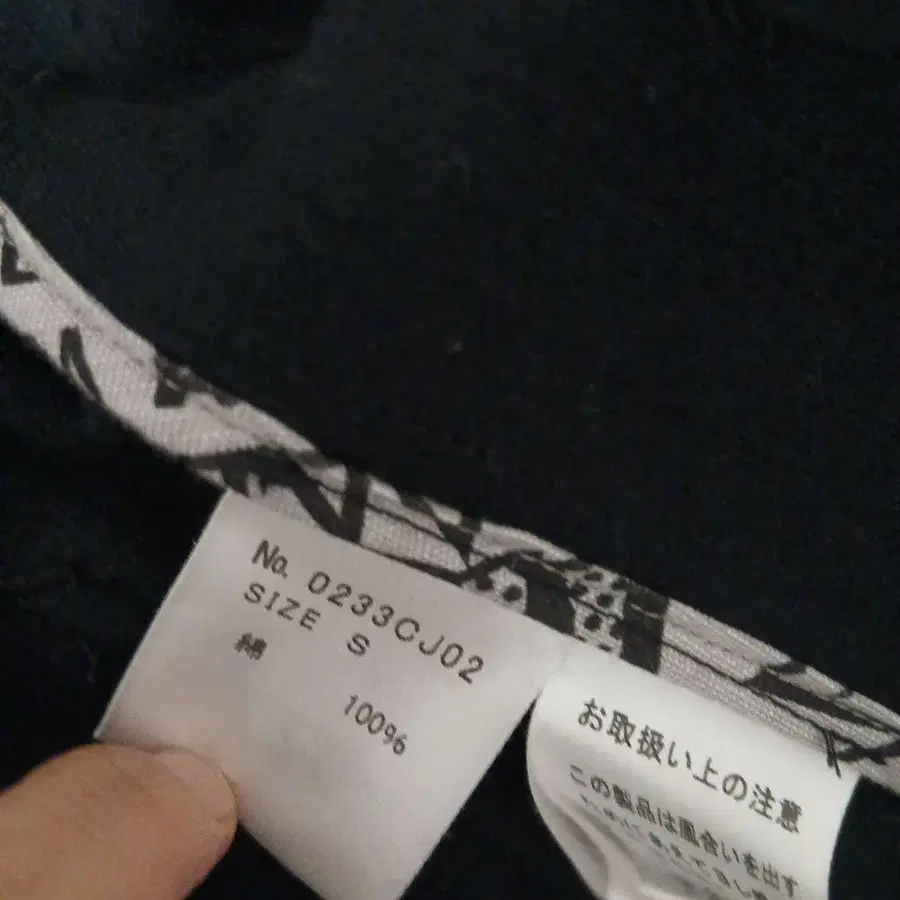 No. 0233CJ02
SIZE S
綿 100%
お取扱い上の注意
この製品は風合いを出す